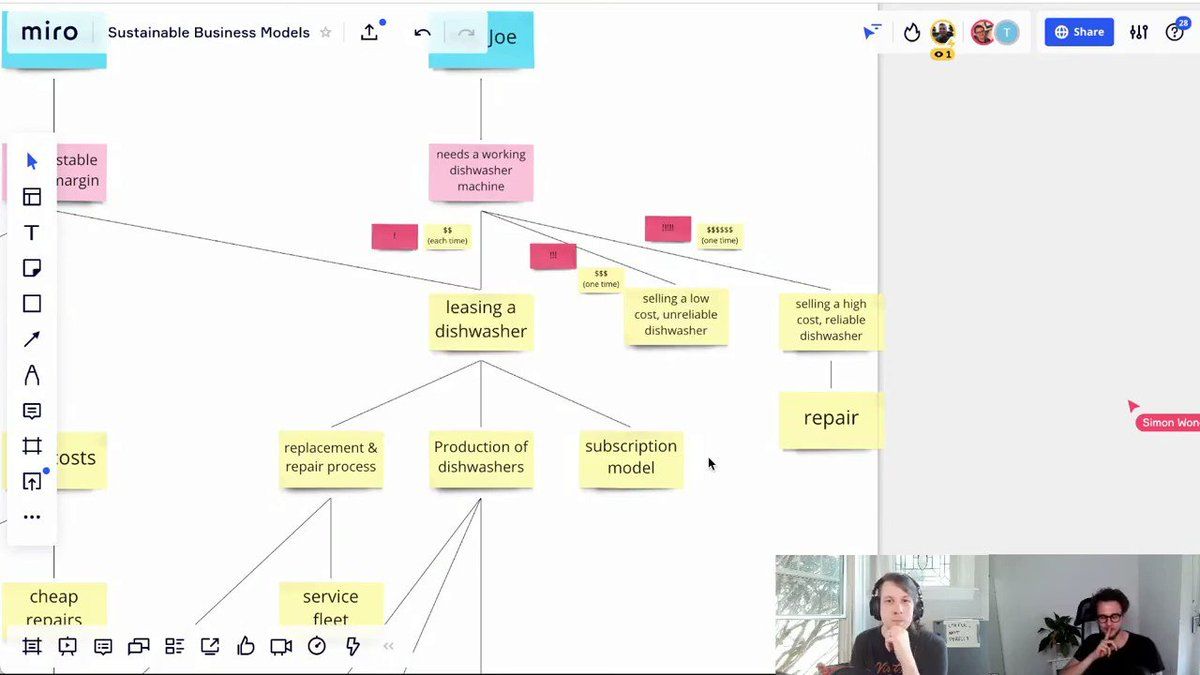 miro
Sustainable Business Models
Joe
1
T
Share
28
stable
margin
needs a working
dishwasher
machine
!
$$
(each time)
!!!
$$$
(one time)
!!!!!
$$$$$$
(one time)
leasing a
dishwasher
selling a low
cost, unreliable
dishwasher
selling a high
cost, reliable
dishwasher
repair
Simon Won
costs
replacement &
repair process
Production of
dishwashers
subscription
model
cheap
repairs
service
fleet